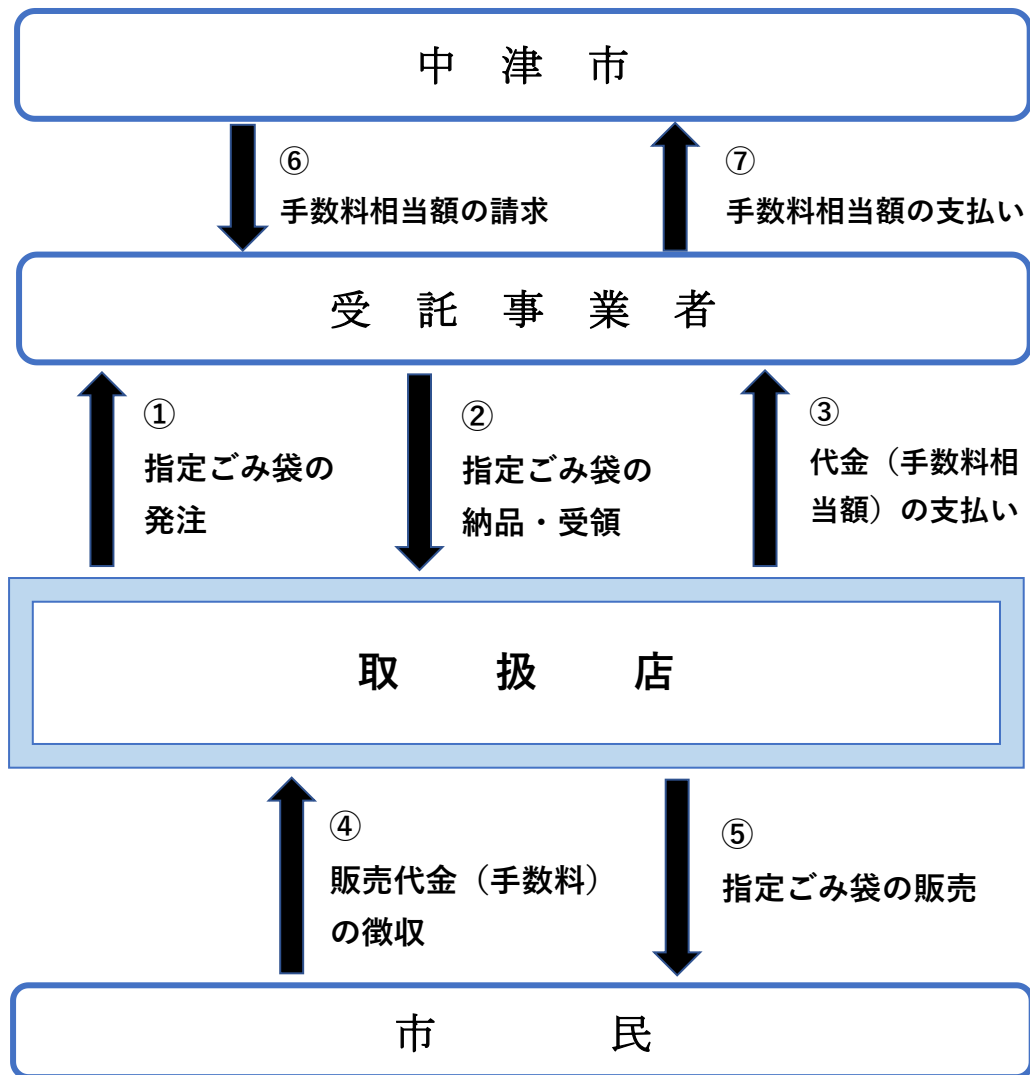 中津市
⑥
手数料相当額の請求
⑦
手数料相当額の支払い
受託事業者
①
指定ごみ袋の
発注
②
指定ごみ袋の
納品・受領
③
代金（手数料相
当額）の支払い
取扱店
④
販売代金（手数料）
の徴収
⑤
指定ごみ袋の販売
市民